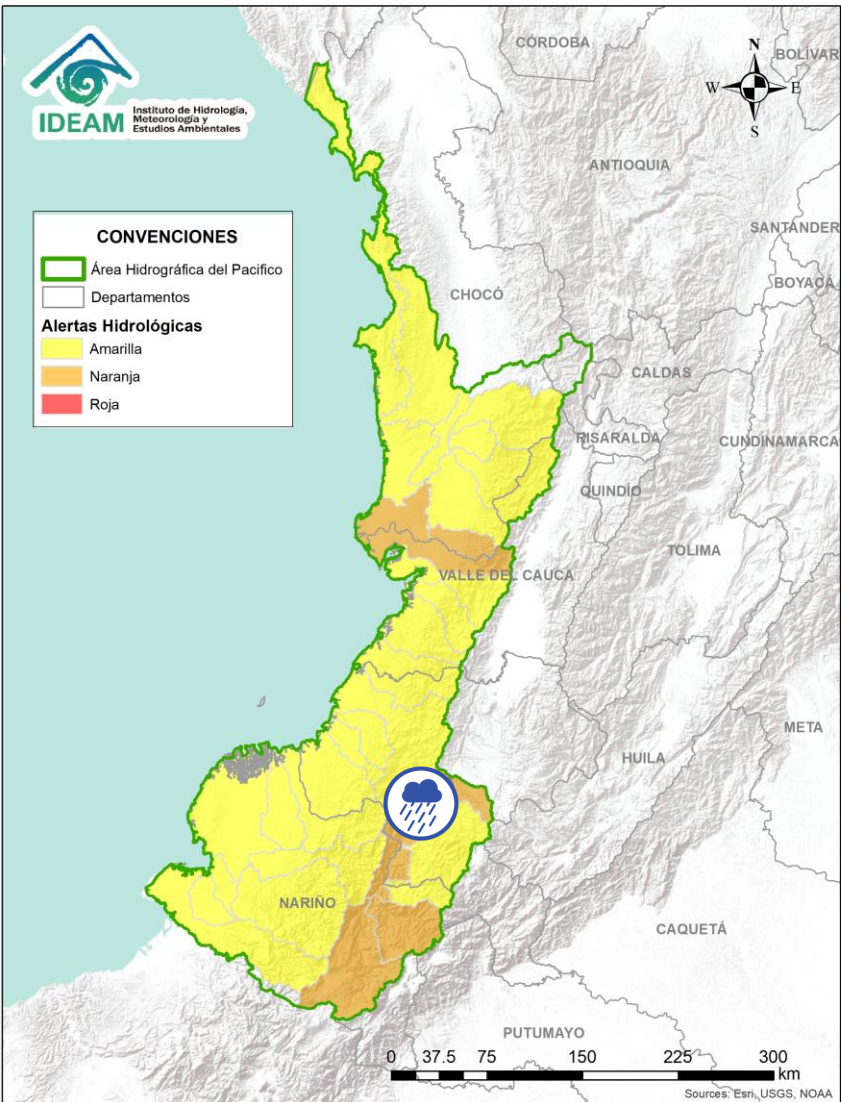 IDEAM
Instituto de Hidrología,
Meteorología y
Estudios Ambientales
CÓRDOBA
BOLÍVAR
N
W
E
S
ANTIOQUIA
SANTANDER
BOYACÁ
CONVENCIONES
Área Hidrográfica del Pacifico
Departamentos
Alertas Hidrológicas
Amarilla
Naranja
Roja
CHOCÓ
CALDAS
RISARALDA
CUNDINAMARCA
QUINDÍO
TOLIMA
VALLE DEL CAUCA
META
HUILA
NARIÑO
CAQUETÁ
PUTUMAYO
0 37.5 75 150 225 300
km
Sources: Esri, USGS, NOAA